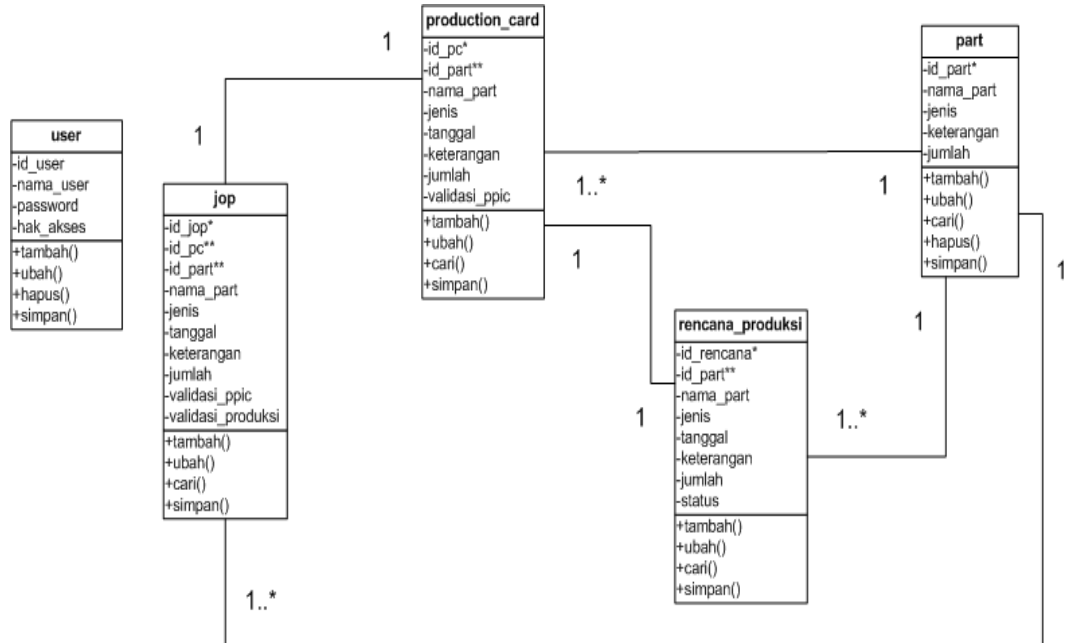 user
-id_user
-nama_user
-password
-hak_akses
+tambah()
+ubah()
+hapus()
+simpan()
jop
-id_jop*
-id_pc**
-id_part**
-nama_part
-jenis
-tanggal
-keterangan
-jumlah
-validasi_ppic
-validasi_produksi
+tambah()
+ubah()
+cari()
+simpan()
production_card
-id_pc*
-id_part**
-nama_part
-jenis
-tanggal
-keterangan
-jumlah
-validasi_ppic
+tambah()
+ubah()
+cari()
+simpan()
rencana_produksi
-id_rencana*
-id_part**
-nama_part
-jenis
-tanggal
-keterangan
-jumlah
-status
+tambah()
+ubah()
+cari()
+simpan()
part
-id_part*
-nama_part
-jenis
-keterangan
-jumlah
+tambah()
+ubah()
+cari()
+hapus()
+simpan()
1
1
1..*
1
1
1
1..*
1
1..*
1